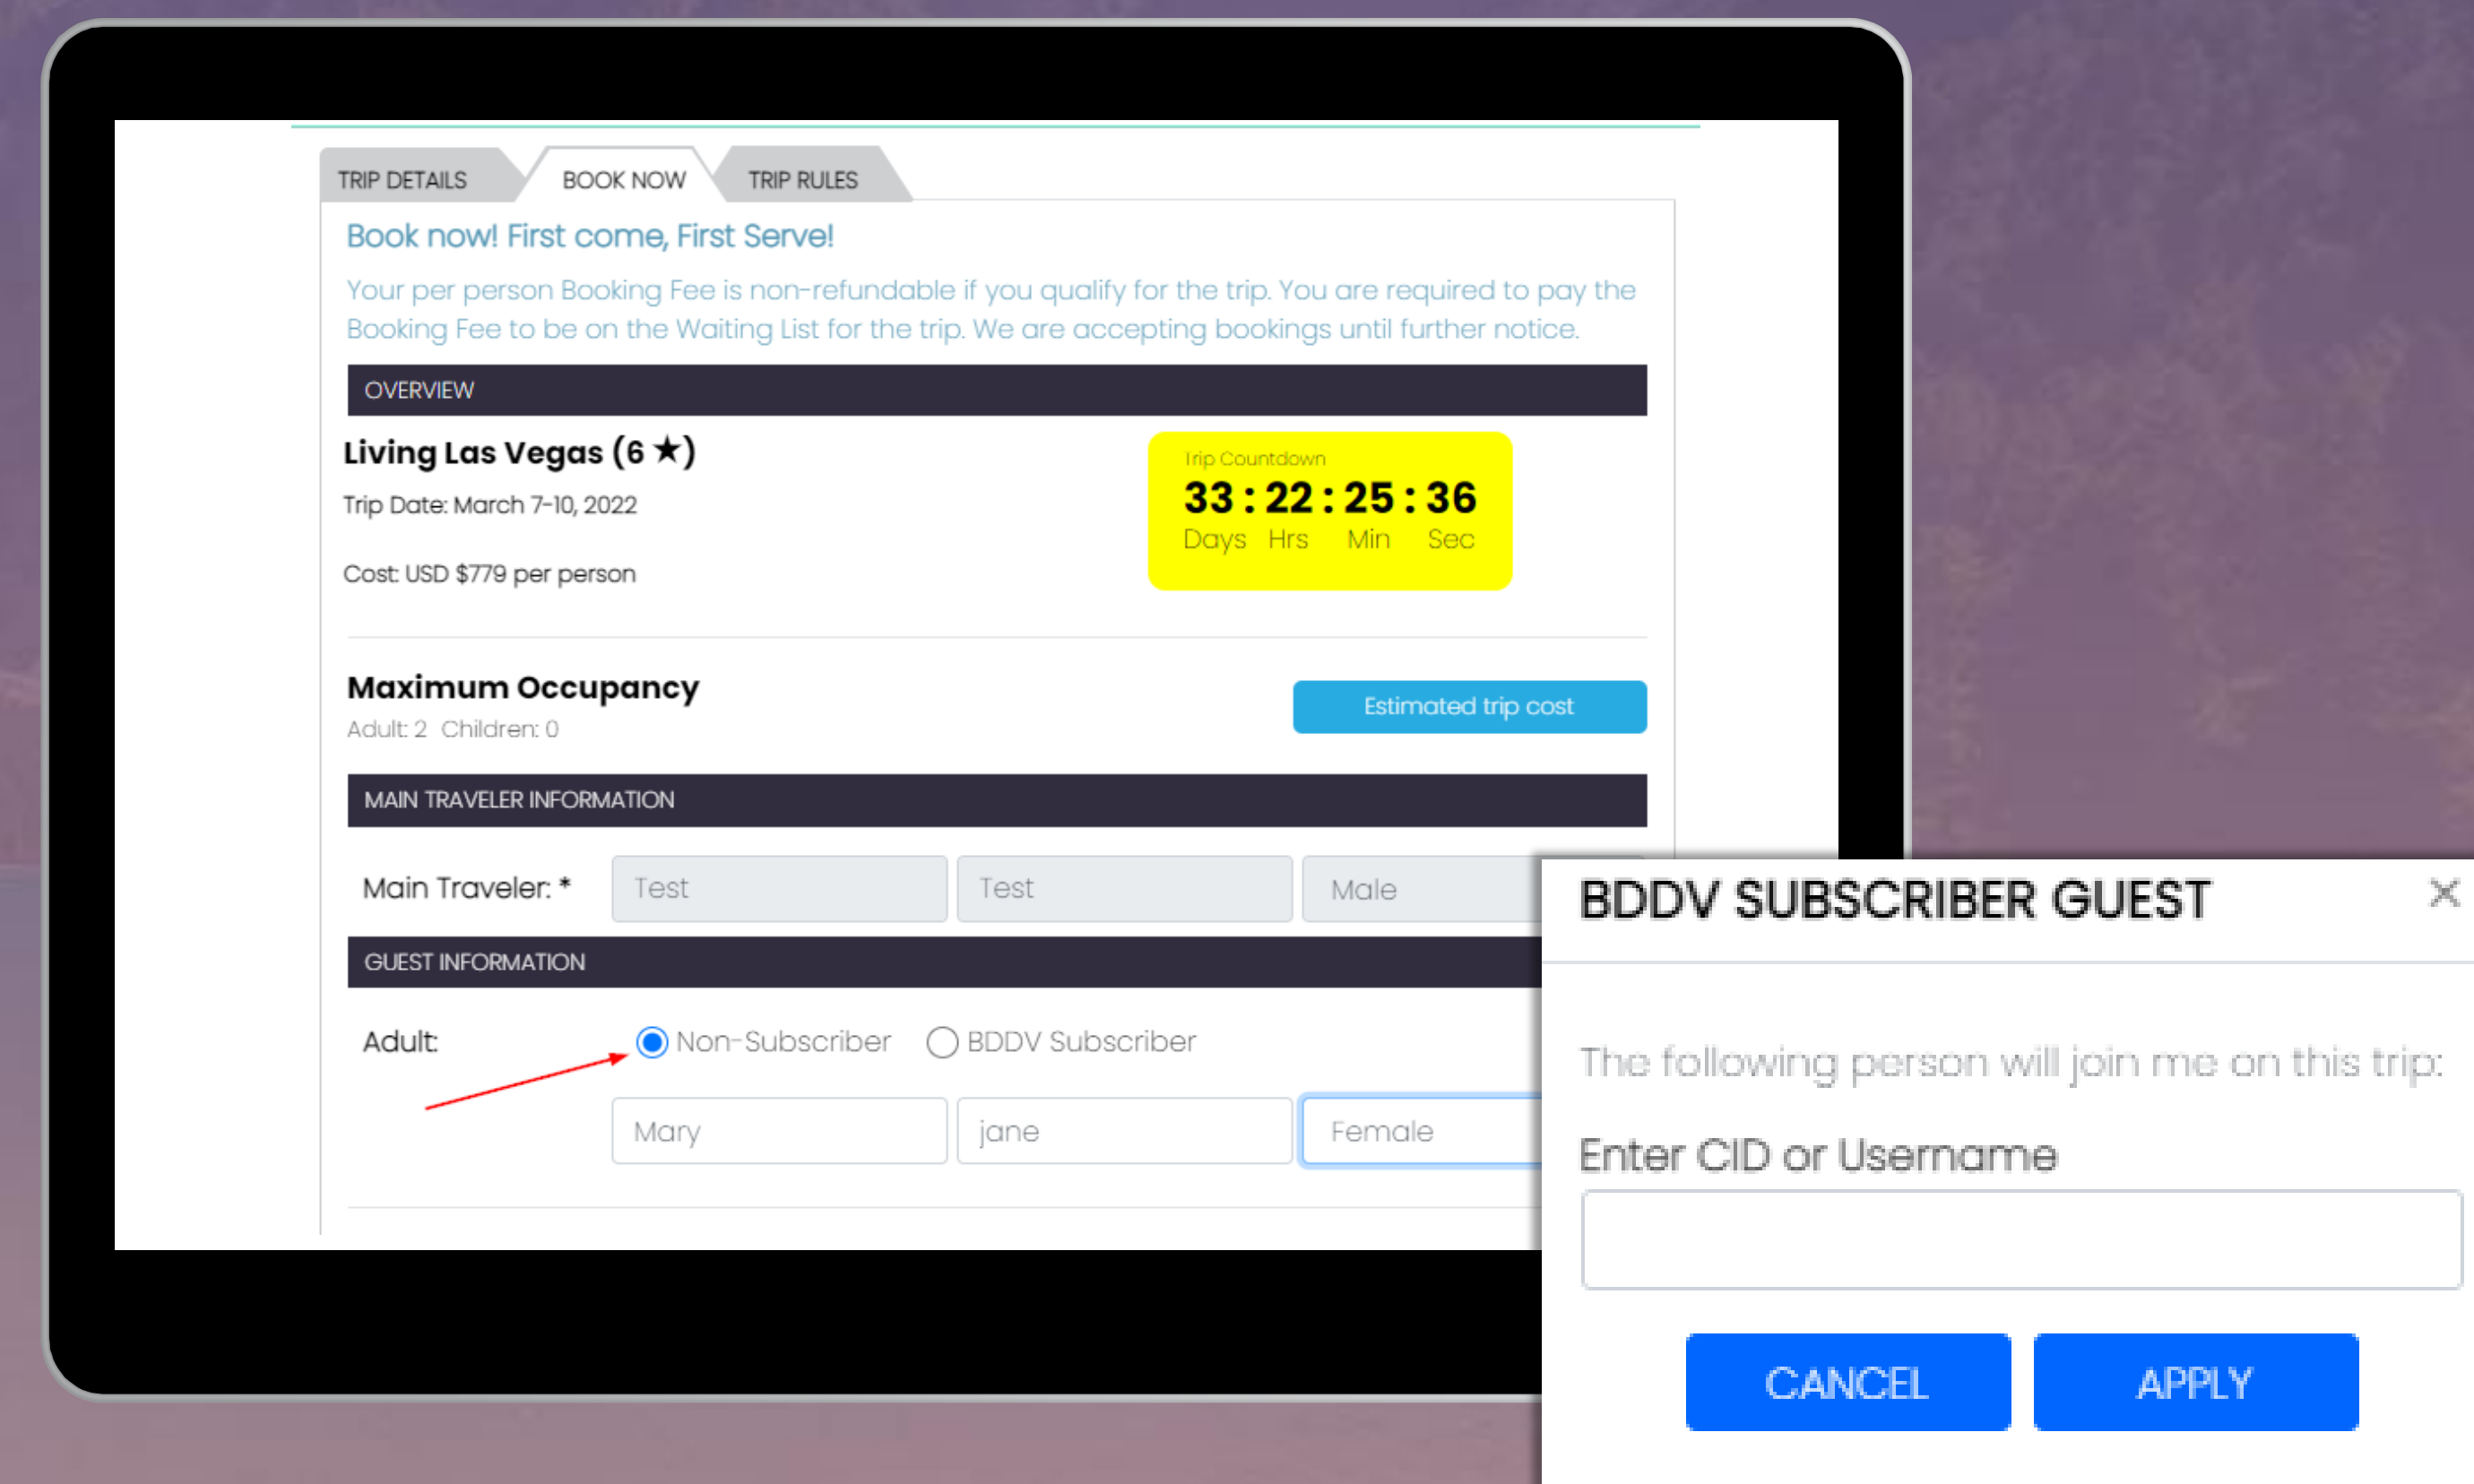 TRIP DETAILS BOOK NOW TRIP RULES
Book now! First come, First Serve!
Your per person Booking Fee is non-refundable if you qualify for the trip. You are required to pay the
Booking Fee to be on the Waiting List for the trip. We are accepting bookings until further notice.
OVERVIEW
Living Las Vegas (6 ★)
Trip Date: March 7-10, 2022
Cost: USD $779 per person
Trip Countdown
33 : 22 : 25 : 36
Days Hrs Min Sec
Maximum Occupancy
Adult: 2 Children: 0
Estimated trip cost
MAIN TRAVELER INFORMATION
Main Traveler: * Test Test Male
GUEST INFORMATION
Adult: Non-Subscriber BDDV Subscriber
Mary jane Female
BDDV SUBSCRIBER GUEST ×
The following person will join me on this trip:
Enter CID or Username
CANCEL APPLY